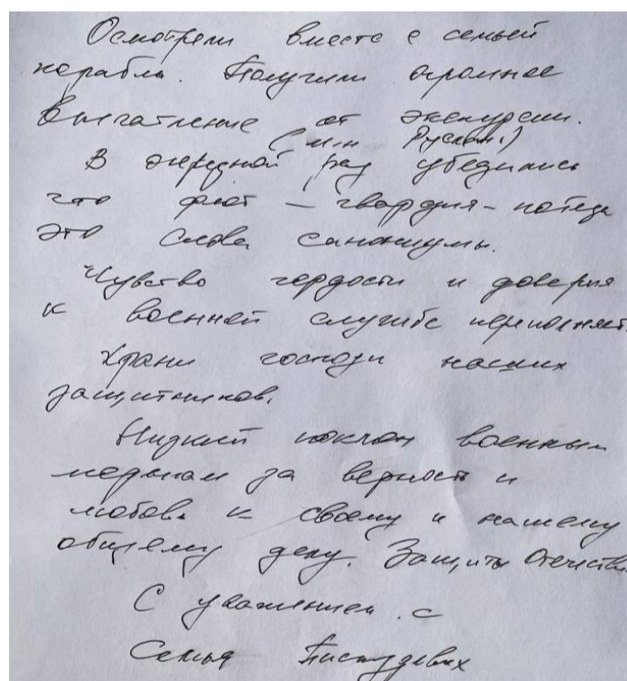 Осмотрели вместе с семьей
корабль. Получили огромное
впечатление от экскурсии.
(м-н Руслан.)
В очередной раз убедились
что флот – гвардия – победа
это слова синонимы.
Чувство гордости и доверия
к военной службе переполняет.
Храни господи наших
защитников.
Низкий поклон военным
морякам за верность и
любовь к своему и нашему
общему делу. Защиты Отечества
С уважением. с
Семья